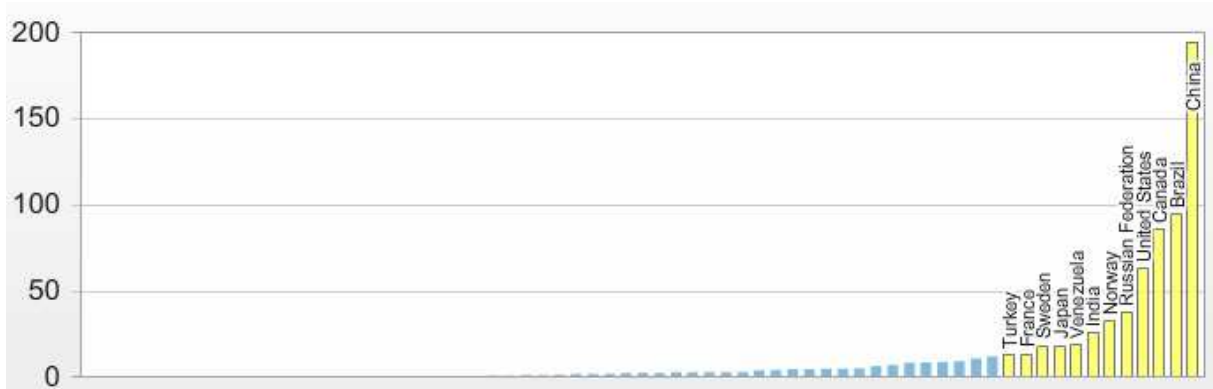 200
150
100
50
0
Turkey
France
Sweden
Japan
Venezuela
India
Norway
Russian Federation
United States
Canada
Brazil
China